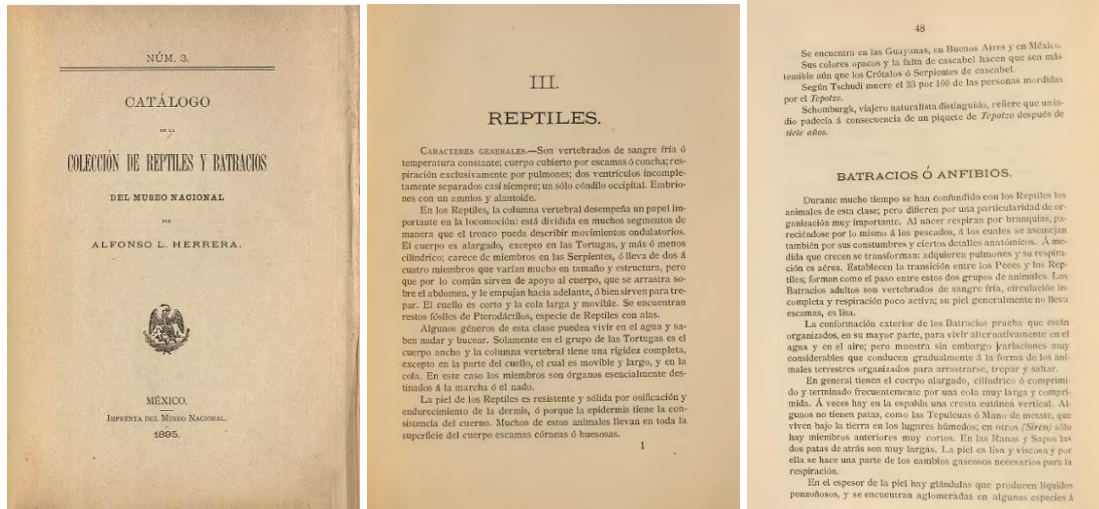 NÚM. 3.
CATÁLOGO
DE LA
COLECCIÓN DE REPTILES Y BATRACIOS
DEL MUSEO NACIONAL
POR
ALFONSO L. HERRERA.
MÉXICO.
IMPRENTA DEL MUSEO NACIONAL.
1895.
III.
REPTILES.
CARACTERES GENERALES.—Son vertebrados de sangre fría ó
temperatura constante; cuerpo cubierto por escamas ó concha; res-
piración exclusivamente por pulmones; dos ventrículos incomple-
tamente separados casi siempre; un sólo cóndilo occipital. Embrio-
nes con un amnios y alantoide.
En los Reptiles, la columna vertebral desempeña un papel im-
portante en la locomoción: está dividida en muchos segmentos de
manera que el tronco pueda describir movimientos ondulatorios.
El cuerpo es alargado, excepto en las Tortugas, y más ó menos
cilíndrico; carece de miembros en las Serpientes, ó lleva de dos á
cuatro miembros que varían mucho en tamaño y estructura, pero
que por lo común sirven de apoyo al cuerpo, que se arrastra so-
bre el abdomen, y le empujan hacia adelante, ó bien sirven para tre-
par. El cuello es corto y la cola larga y movible. Se encuentran
restos fósiles de Pterodáctilos, especie de Reptiles con alas.
Algunos géneros de esta clase pueden vivir en el agua y sa-
ben nadar y bucear. Solamente en el grupo de las Tortugas es el
cuerpo ancho y la columna vertebral tiene una rigidez completa,
excepto en la parte del cuello, el cual es movible y largo, y en la
cola. En este caso los miembros son órganos esencialmente des-
tinados á la marcha ó el nado.
La piel de los Reptiles es resistente y sólida por osificación y
endurecimiento de la dermis, ó porque la epidermis tiene la con-
sistencia del cuerno. Muchos de estos animales llevan en toda la
superficie del cuerpo escamas córneas ó huesosas.
1
48
Se encuentra en las Guayanas, en Buenos Aires y en México.
Sus colores opacos y la falta de cascabel hacen que sea más
temible aún que los Crótalos ó Serpientes de cascabel.
Según Tschudi muere el 33 por 100 de las personas mordidas
por el Tepotzo.
Schomburgk, viajero naturalista distinguido, refiere que un in-
dio padecía á consecuencia de un piquete de Tepotzo después de
siete años.
BATRACIOS Ó ANFIBIOS.
Durante mucho tiempo se han confundido con los Reptiles los
animales de esta clase; pero difieren por una particularidad de or-
ganización muy importante. Al nacer respiran por branquias, pa-
reciéndose por lo mismo á los pescados, á los cuales se asemejan
también por sus constumbres y ciertos detalles anatómicos. Á me-
dida que crecen se transforman: adquieren pulmones y su respira-
ción es aérea. Establecen la transición entre los Peces y los Rep-
tiles; forman como el paso entre estos dos grupos de animales. Los
Batracios adultos son vertebrados de sangre fría, circulación in-
completa y respiración poco activa; su piel generalmente no lleva
escamas, es lisa.
La conformación exterior de los Batracios prueba que están
organizados, en su mayor parte, para vivir alternativamente en el
agua y en el aire; pero muestra sin embargo variaciones muy
considerables que conducen gradualmente á la forma de los ani-
males terrestres organizados para arrastrarse, trepar y saltar.
En general tienen el cuerpo alargado, cilíndrico ó comprimi-
do y terminado frecuentemente por una cola muy larga y compri-
mida. Á veces hay en la espalda una cresta cutánea vertical. Al-
gunos no tienen patas, como las Tepulcuas ó Mano de metate, que
viven bajo la tierra en los lugares húmedos; en otros (Siren) sólo
hay miembros anteriores muy cortos. En las Ranas y Sapos las
dos patas de atrás son muy largas. La piel es lisa y viscosa y por
ella se hace una parte de los cambios gaseosos necesarios para la
respiración.
En el espesor de la piel hay glándulas que producen líquidos
ponzoñosos, y se encuentran aglomeradas en algunas especies á